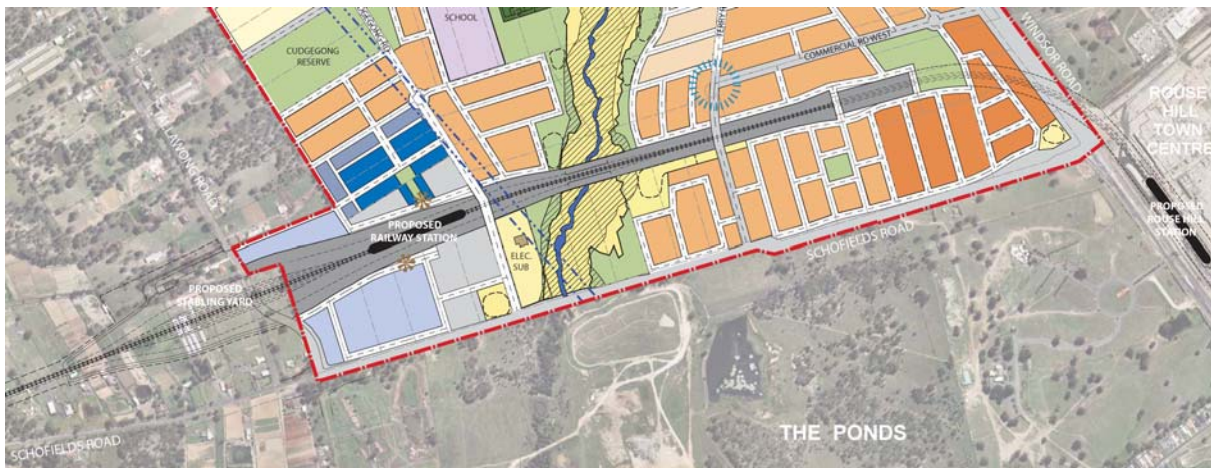 SCHOOL
CUDGEGONG
RESERVE
COMMERCIAL RD WEST
WINDSOR ROAD
ROUSE
HILL
TOWN
CENTRE
PROPOSED
ROUSE HILL
STATION
PROPOSED
RAILWAY STATION
ELEC.
SUB
SCHOFIELDS ROAD
PROPOSED
STABLING YARD
THE PONDS
SCHOFIELDS ROAD